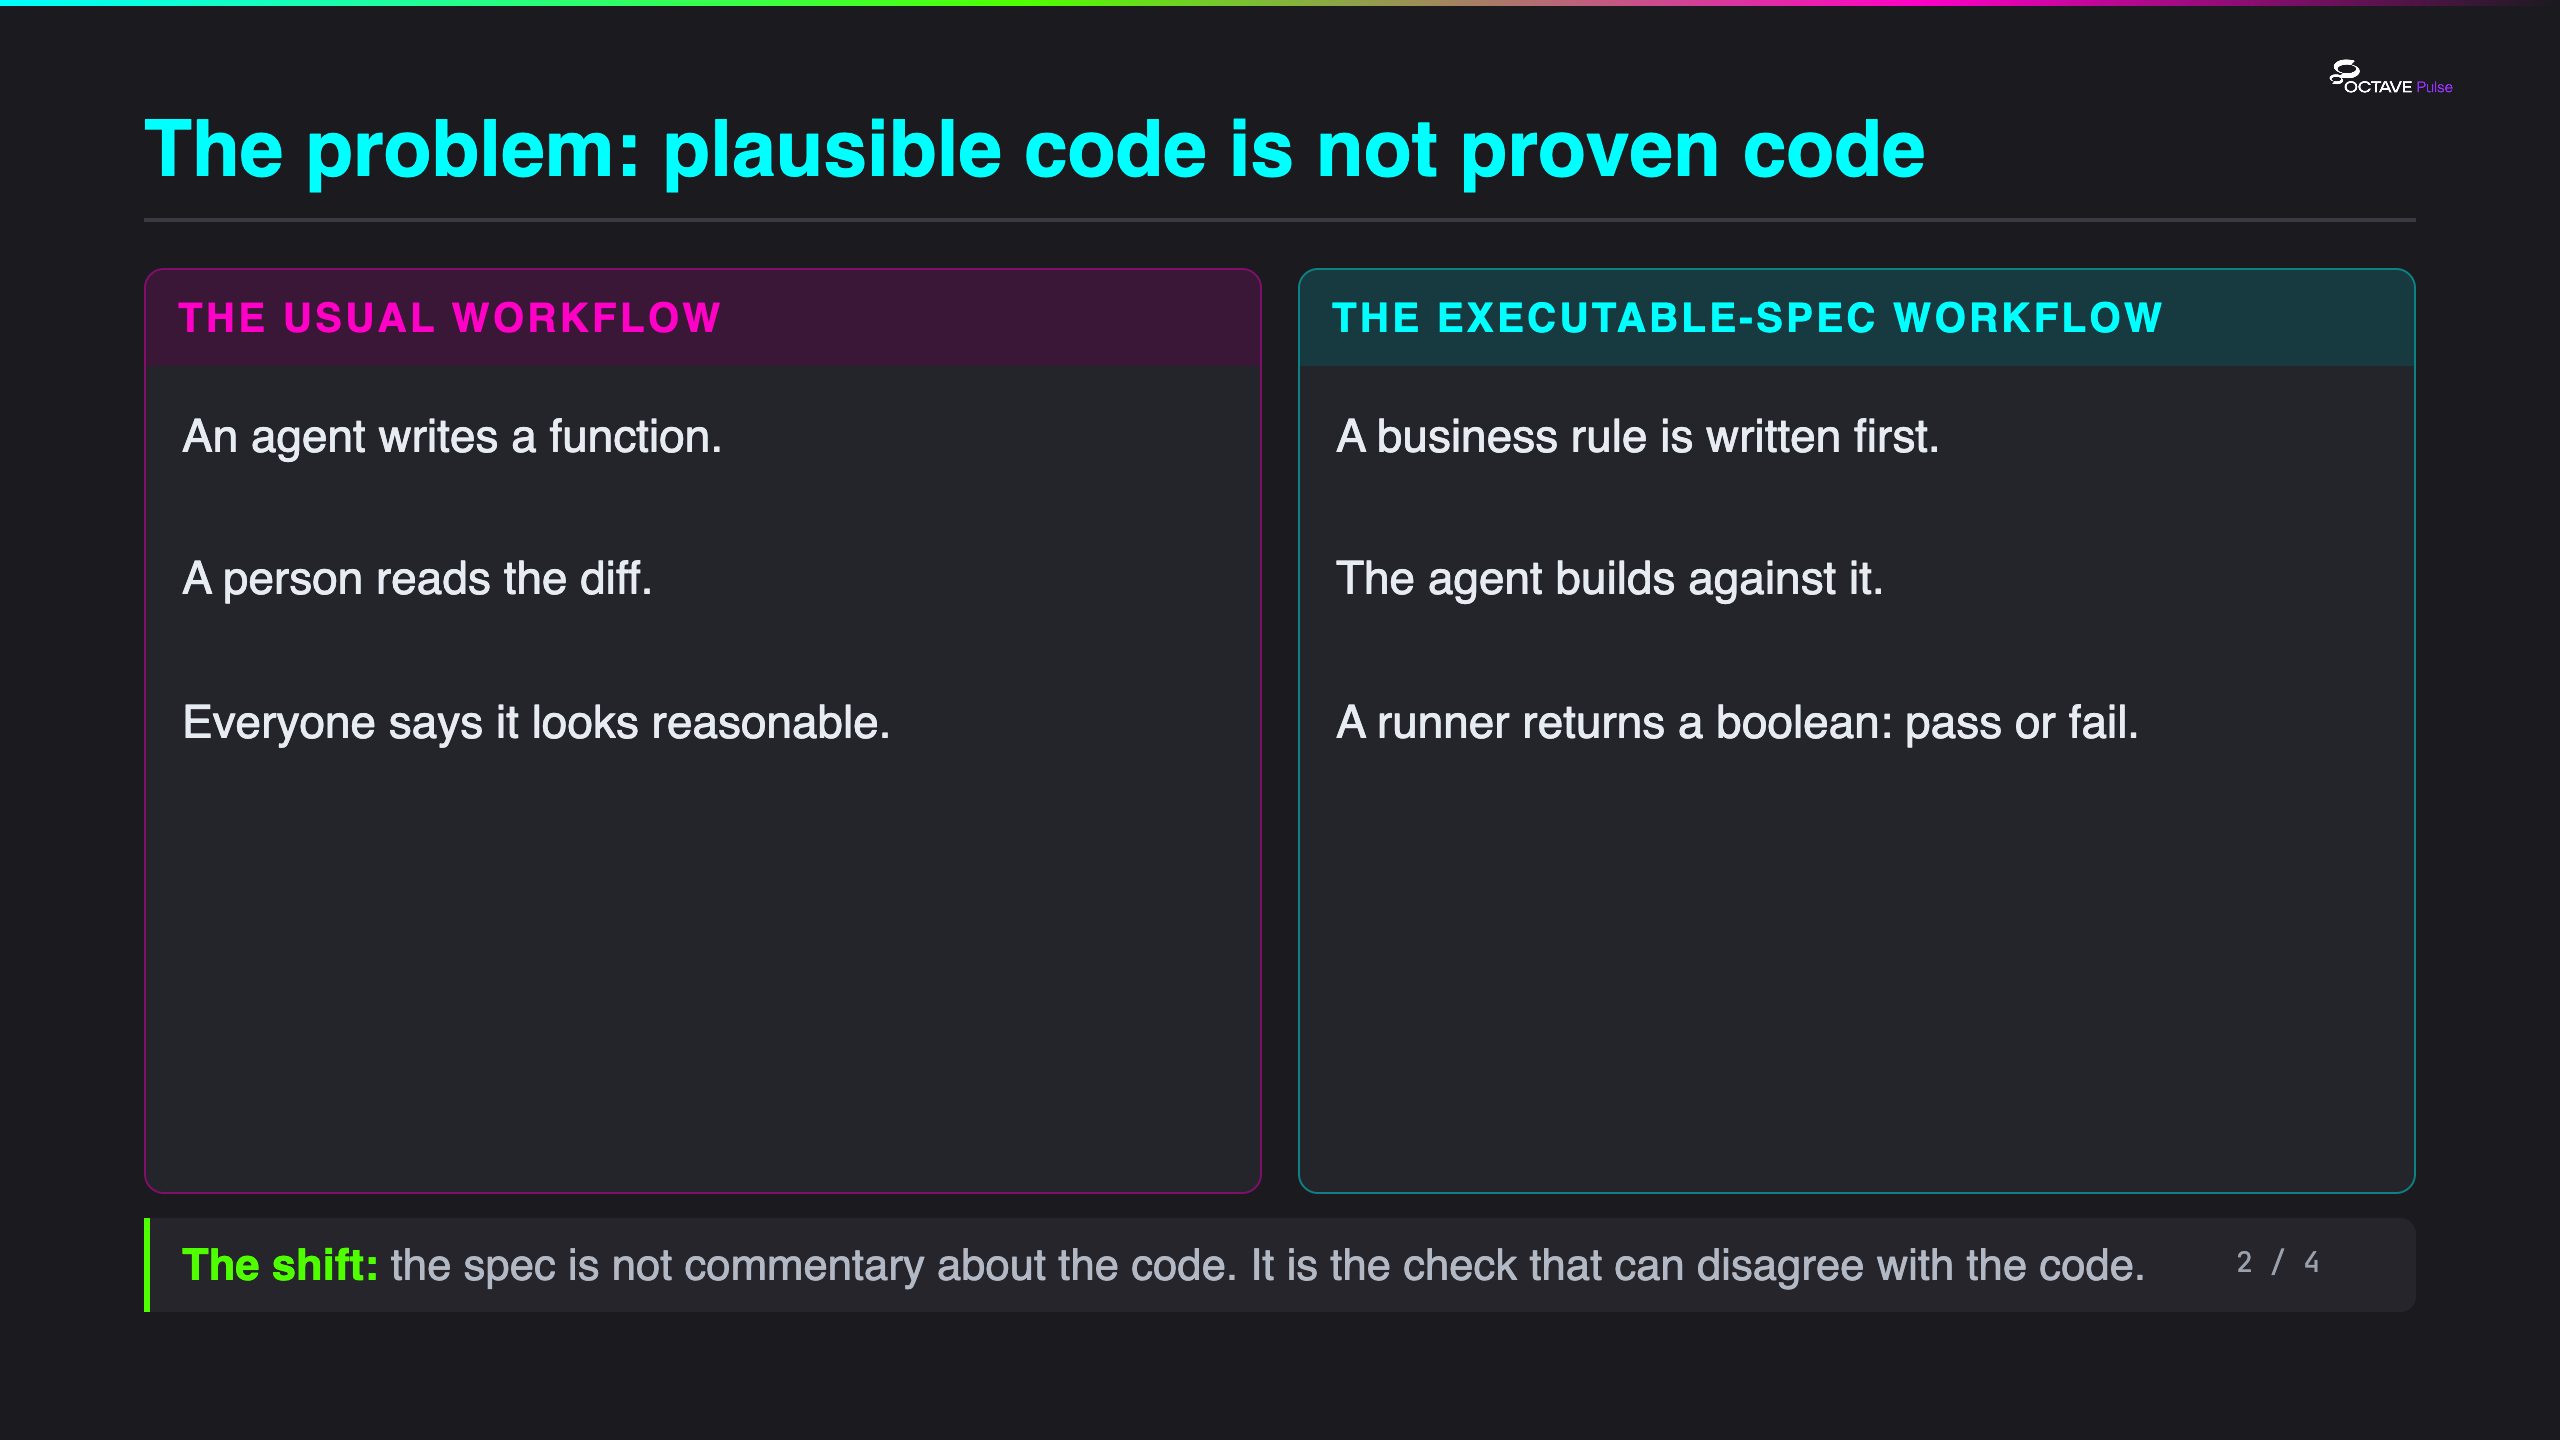 OCTAVE Pulse
The problem: plausible code is not proven code
THE USUAL WORKFLOW
An agent writes a function.
A person reads the diff.
Everyone says it looks reasonable.
THE EXECUTABLE-SPEC WORKFLOW
A business rule is written first.
The agent builds against it.
A runner returns a boolean: pass or fail.
The shift: the spec is not commentary about the code. It is the check that can disagree with the code.
2 / 4